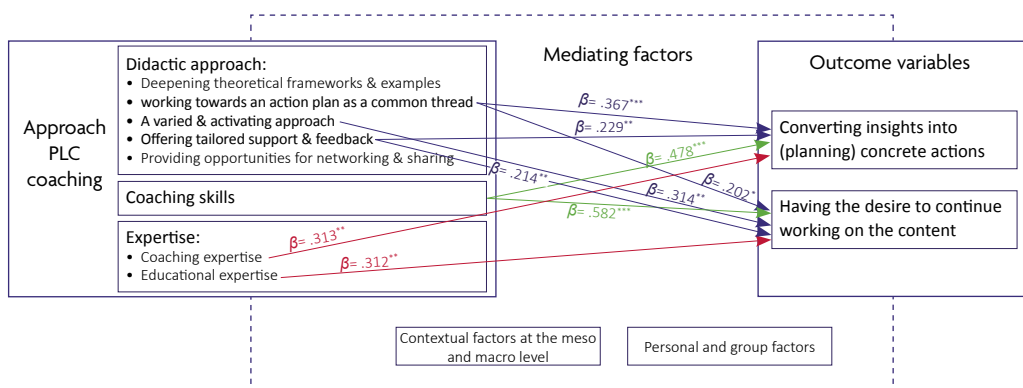 Approach
PLC
coaching
Didactic approach:
• Deepening theoretical frameworks & examples
• working towards an action plan as a common thread
• A varied & activating approach
• Offering tailored support & feedback
• Providing opportunities for networking & sharing
Coaching skills
Expertise:
• Coaching expertise
• Educational expertise
Mediating factors
β= .367***
β= .229**
β= .478***
β= .214**
β= .314**
β= .202*
β= .582***
β= .313**
β= .312**
Outcome variables
Converting insights into
(planning) concrete actions
Having the desire to continue
working on the content
Contextual factors at the meso
and macro level
Personal and group factors